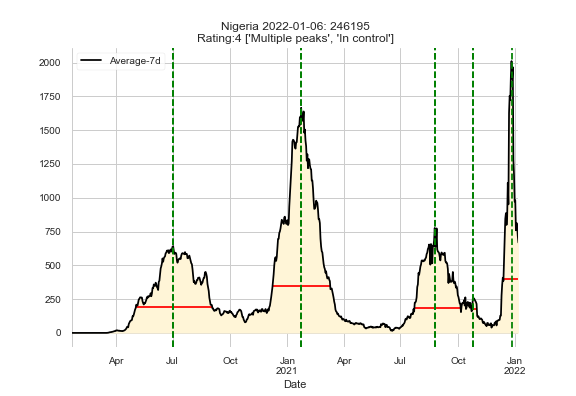 Nigeria 2022-01-06: 246195
Rating:4 ['Multiple peaks', 'In control']
Average-7d
2000
1750
1500
1250
1000
750
500
250
0
Apr Jul Oct Jan Apr Jul Oct Jan
2021 2022
Date